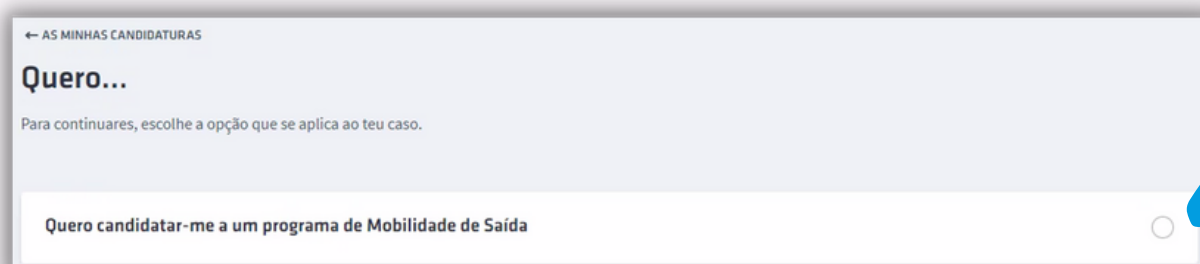 ← AS MINHAS CANDIDATURAS
Quero...
Para continuares, escolhe a opção que se aplica ao teu caso.
Quero candidatar-me a um programa de Mobilidade de Saída